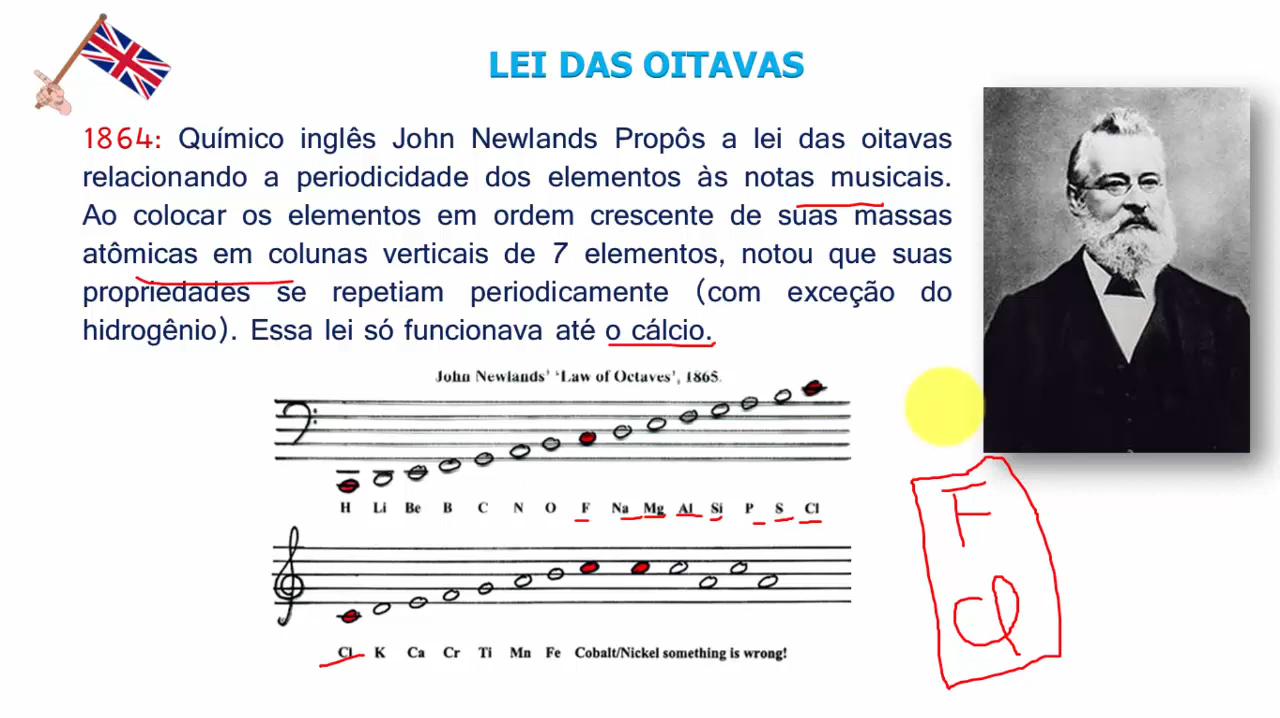 LEI DAS OITAVAS
1864: Químico inglês John Newlands Propôs a lei das oitavas
relacionando a periodicidade dos elementos às notas musicais.
Ao colocar os elementos em ordem crescente de suas massas
atômicas em colunas verticais de 7 elementos, notou que suas
propriedades se repetiam periodicamente (com exceção do
hidrogênio). Essa lei só funcionava até o cálcio.
John Newlands' 'Law of Octaves', 1865.
H Li Be B C N O F Na Mg Al Si P S Cl
Cl K Ca Cr Ti Mn Fe Cobalt/Nickel something is wrong!
F
Cl